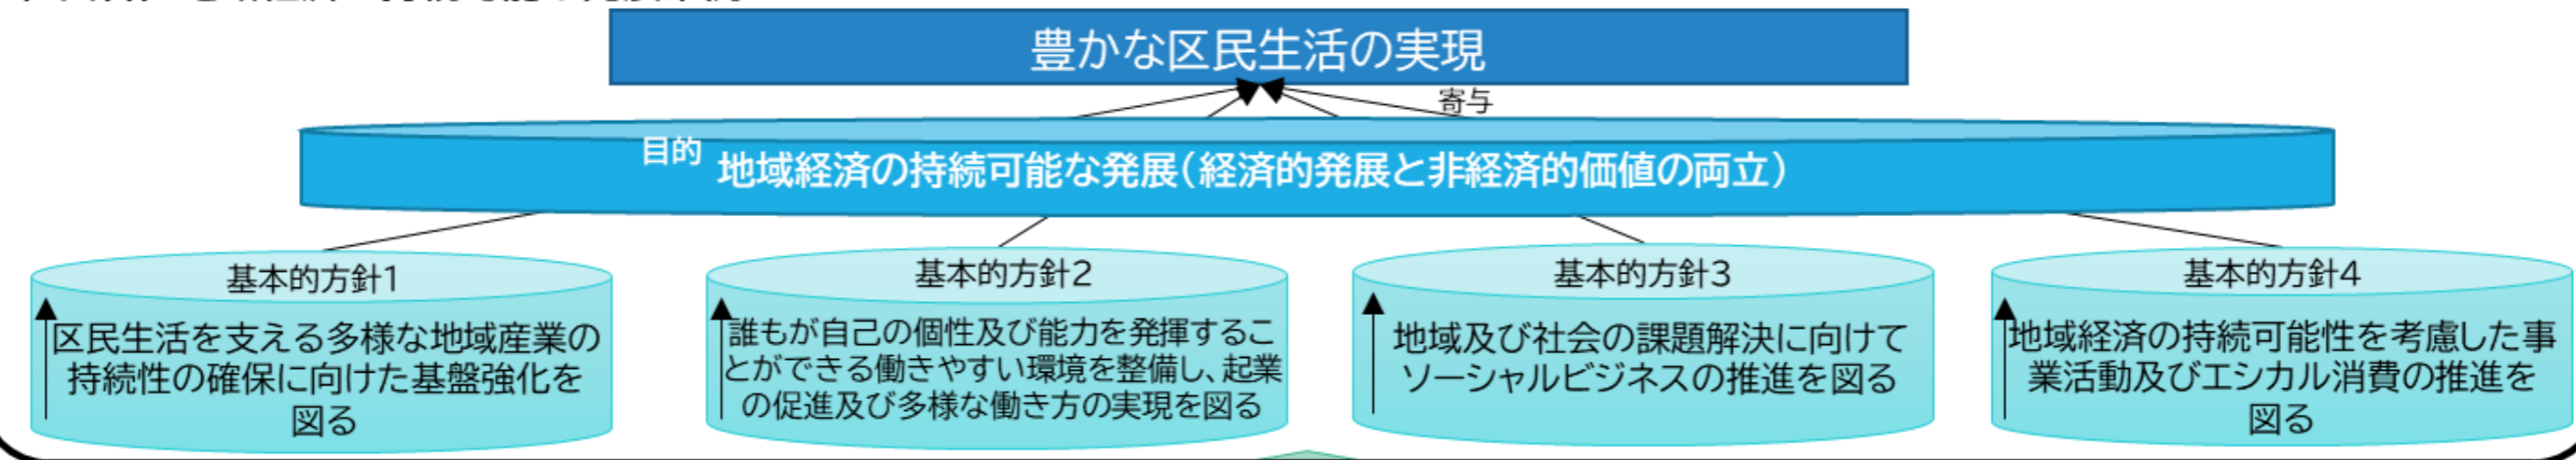 豊かな区民生活の実現
寄与
目的
地域経済の持続可能な発展(経済的発展と非経済的価値の両立)
基本的方針1
区民生活を支える多様な地域産業の
持続性の確保に向けた基盤強化を
図る
基本的方針2
誰もが自己の個性及び能力を発揮するこ
とができる働きやすい環境を整備し、起業
の促進及び多様な働き方の実現を図る
基本的方針3
地域及び社会の課題解決に向けて
ソーシャルビジネスの推進を図る
基本的方針4
地域経済の持続可能性を考慮した事
業活動及びエシカル消費の推進を
図る